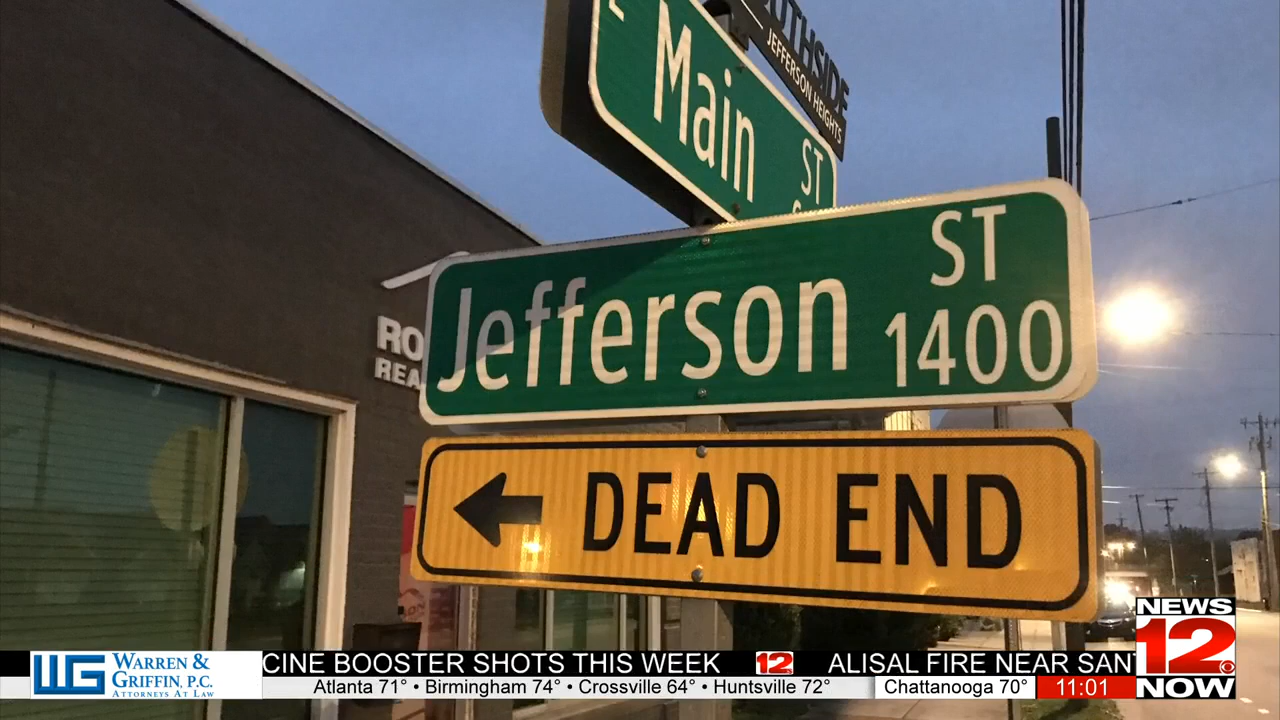 E Main ST
JEFFERSON HEIGHTS
Jefferson ST
1400
DEAD END
RO
REA
NEWS
12
NOW
WARREN &
GRIFFIN, P.C.
ATTORNEYS AT LAW
CINE BOOSTER SHOTS THIS WEEK 12 ALISAL FIRE NEAR SANT
Atlanta 71° • Birmingham 74° • Crossville 64° • Huntsville 72° Chattanooga 70° 11:01